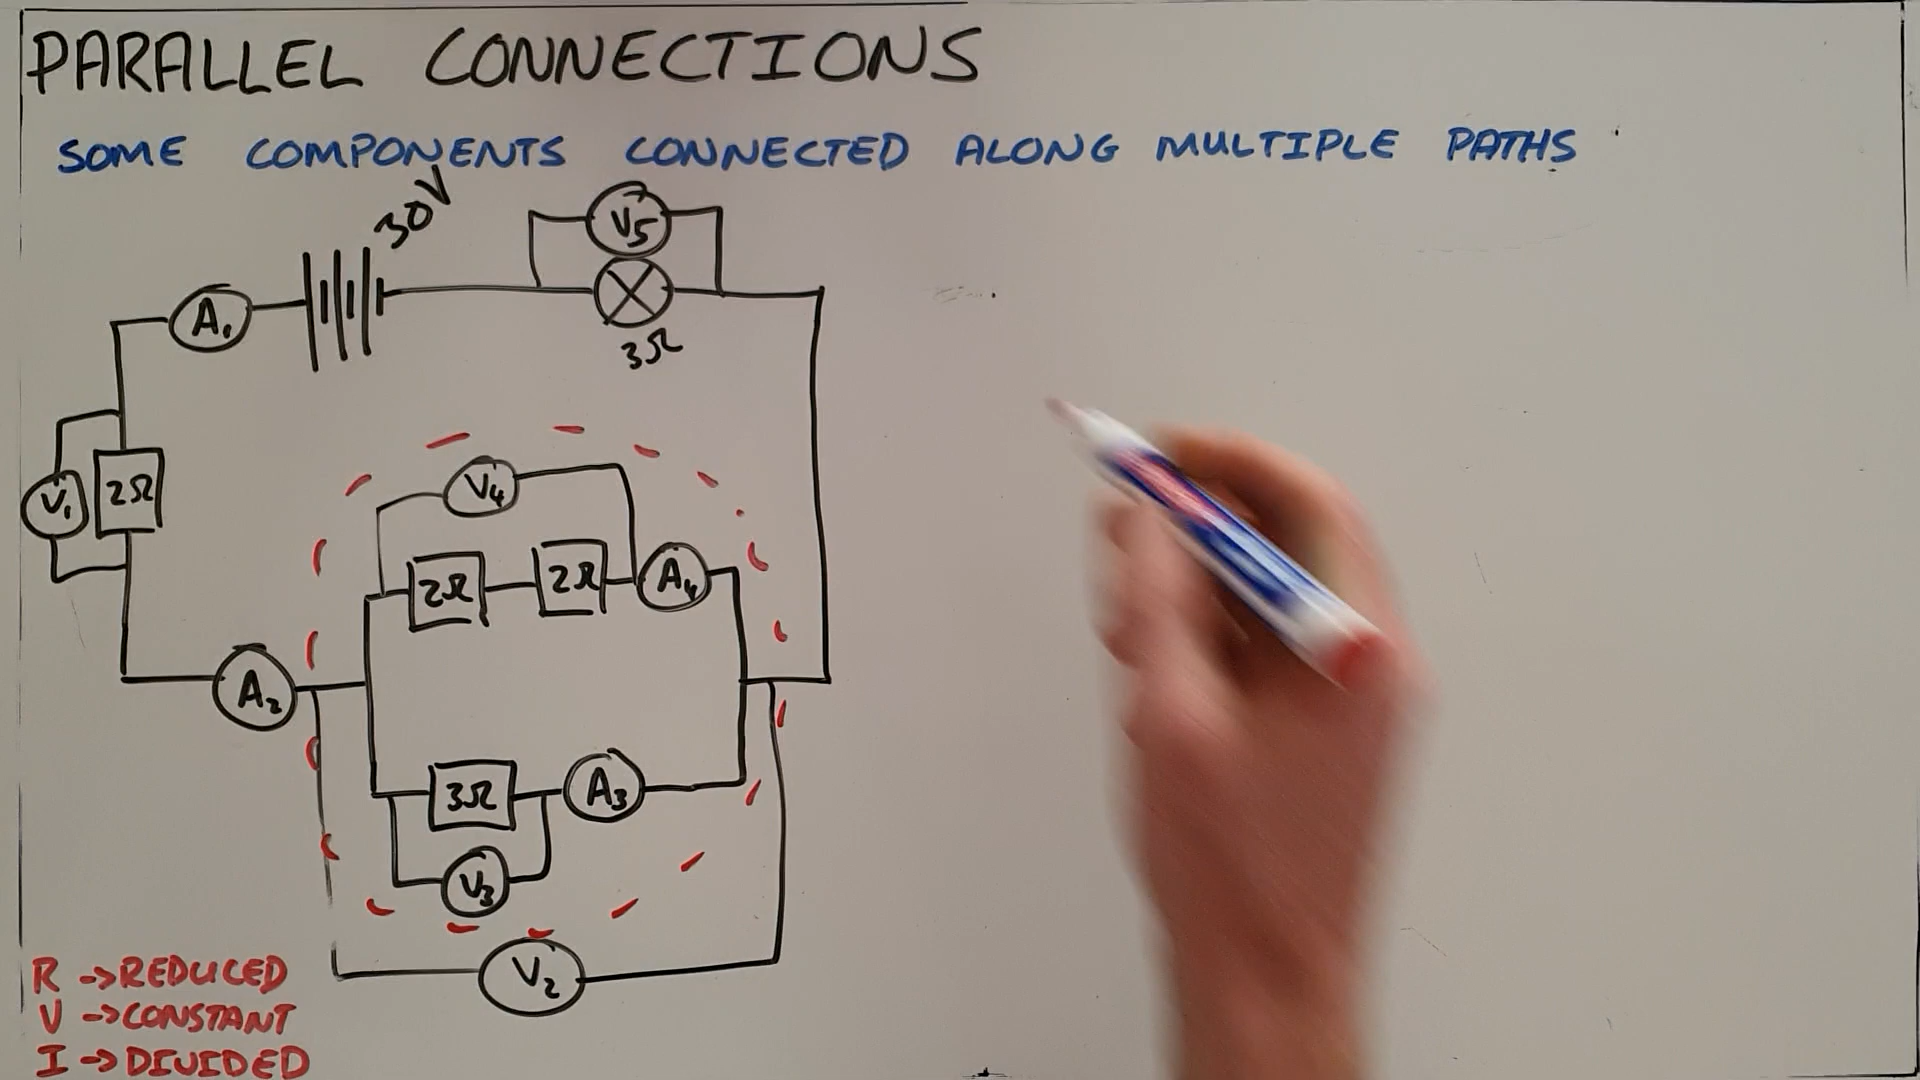 PARALLEL CONNECTIONS
SOME COMPONENTS CONNECTED ALONG MULTIPLE PATHS
30V
V5
A1
3Ω
V4
V1
2Ω
2Ω
2Ω
A4
A2
3Ω
A3
V3
V2
R → REDUCED
V → CONSTANT
I → DIVIDED